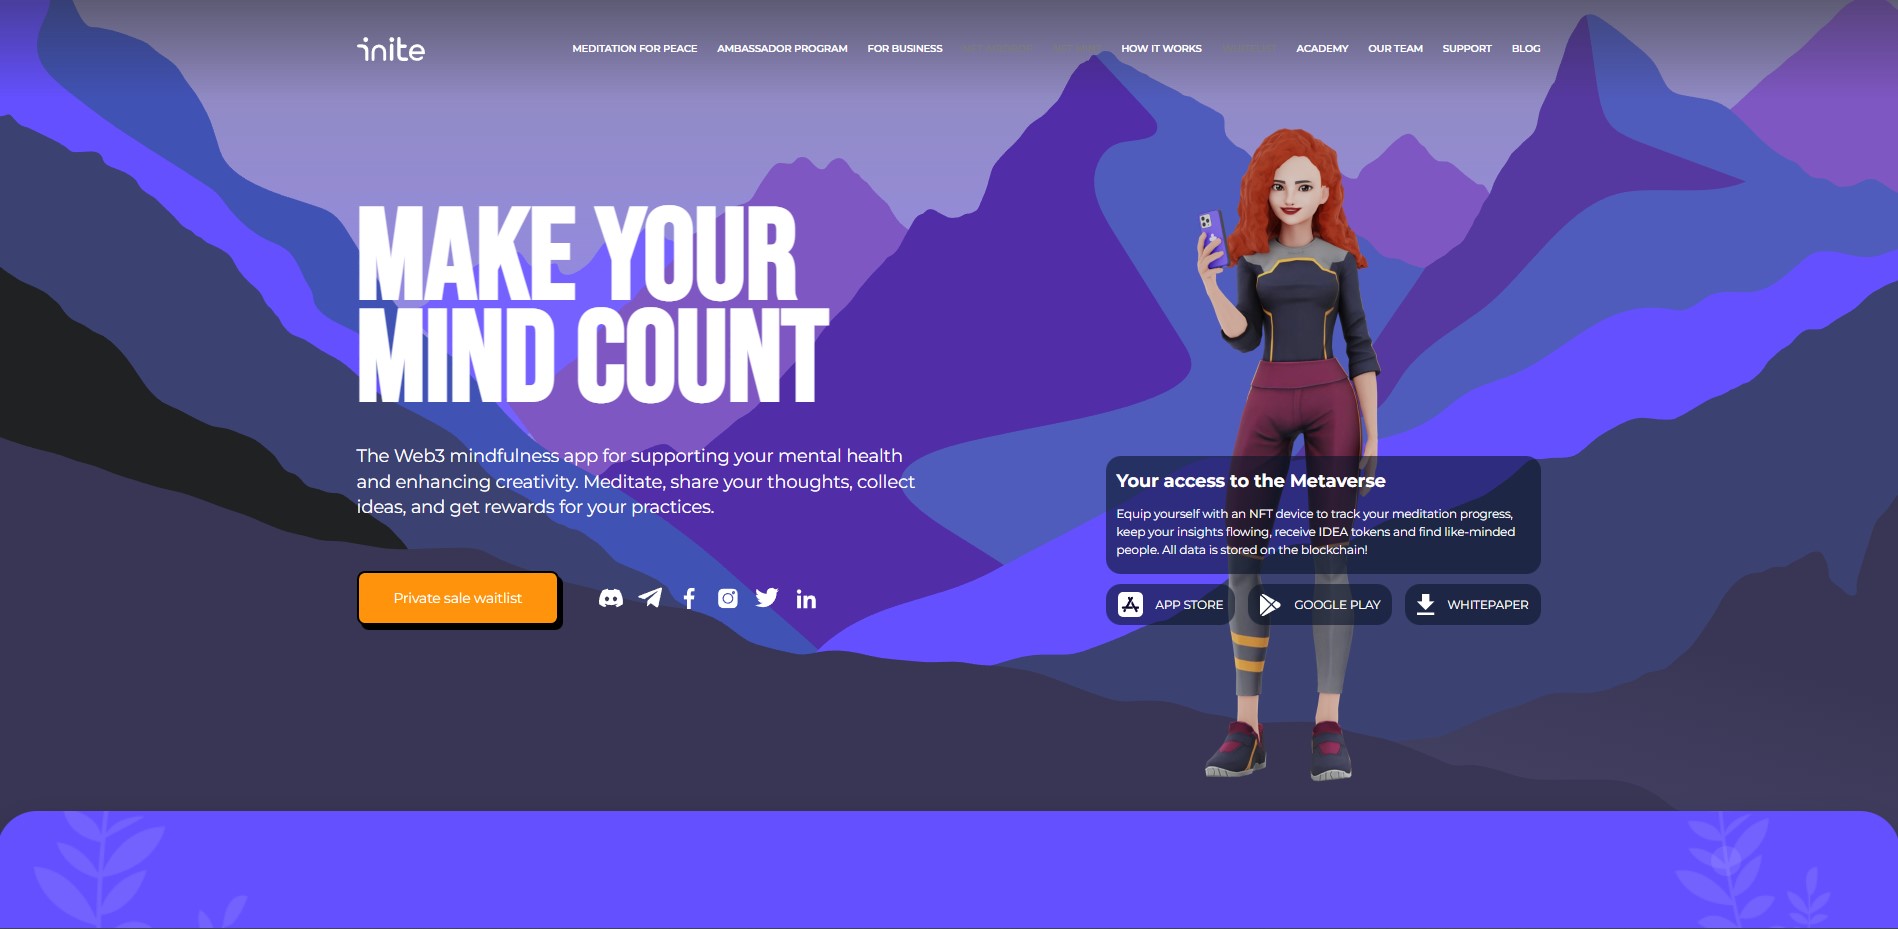 inite
MEDITATION FOR PEACE AMBASSADOR PROGRAM FOR BUSINESS HOW IT WORKS ACADEMY OUR TEAM SUPPORT BLOG
MAKE YOUR
MIND COUNT
The Web3 mindfulness app for supporting your mental health
and enhancing creativity. Meditate, share your thoughts, collect
ideas, and get rewards for your practices.
Private sale waitlist
Your access to the Metaverse
Equip yourself with an NFT device to track your meditation progress,
keep your insights flowing, receive IDEA tokens and find like-minded
people. All data is stored on the blockchain!
APP STORE GOOGLE PLAY WHITEPAPER